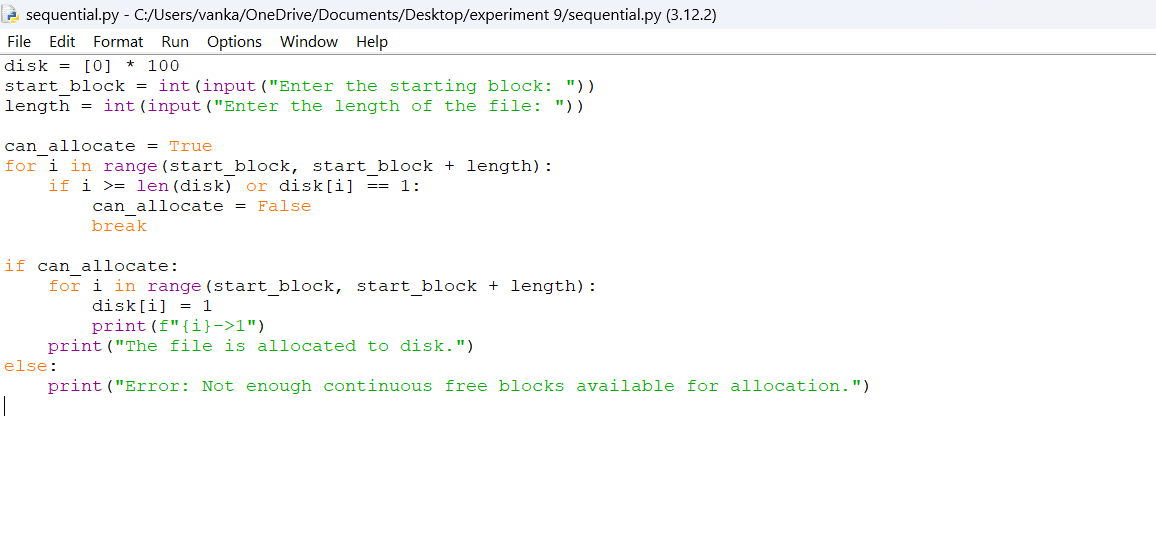 sequential.py - C:/Users/vanka/OneDrive/Documents/Desktop/experiment 9/sequential.py (3.12.2)
File Edit Format Run Options Window Help
disk = [0] * 100
start_block = int(input("Enter the starting block: "))
length = int(input("Enter the length of the file: "))

can_allocate = True
for i in range(start_block, start_block + length):
    if i >= len(disk) or disk[i] == 1:
        can_allocate = False
        break

if can_allocate:
    for i in range(start_block, start_block + length):
        disk[i] = 1
        print(f"{i}->1")
    print("The file is allocated to disk.")
else:
    print("Error: Not enough continuous free blocks available for allocation.")